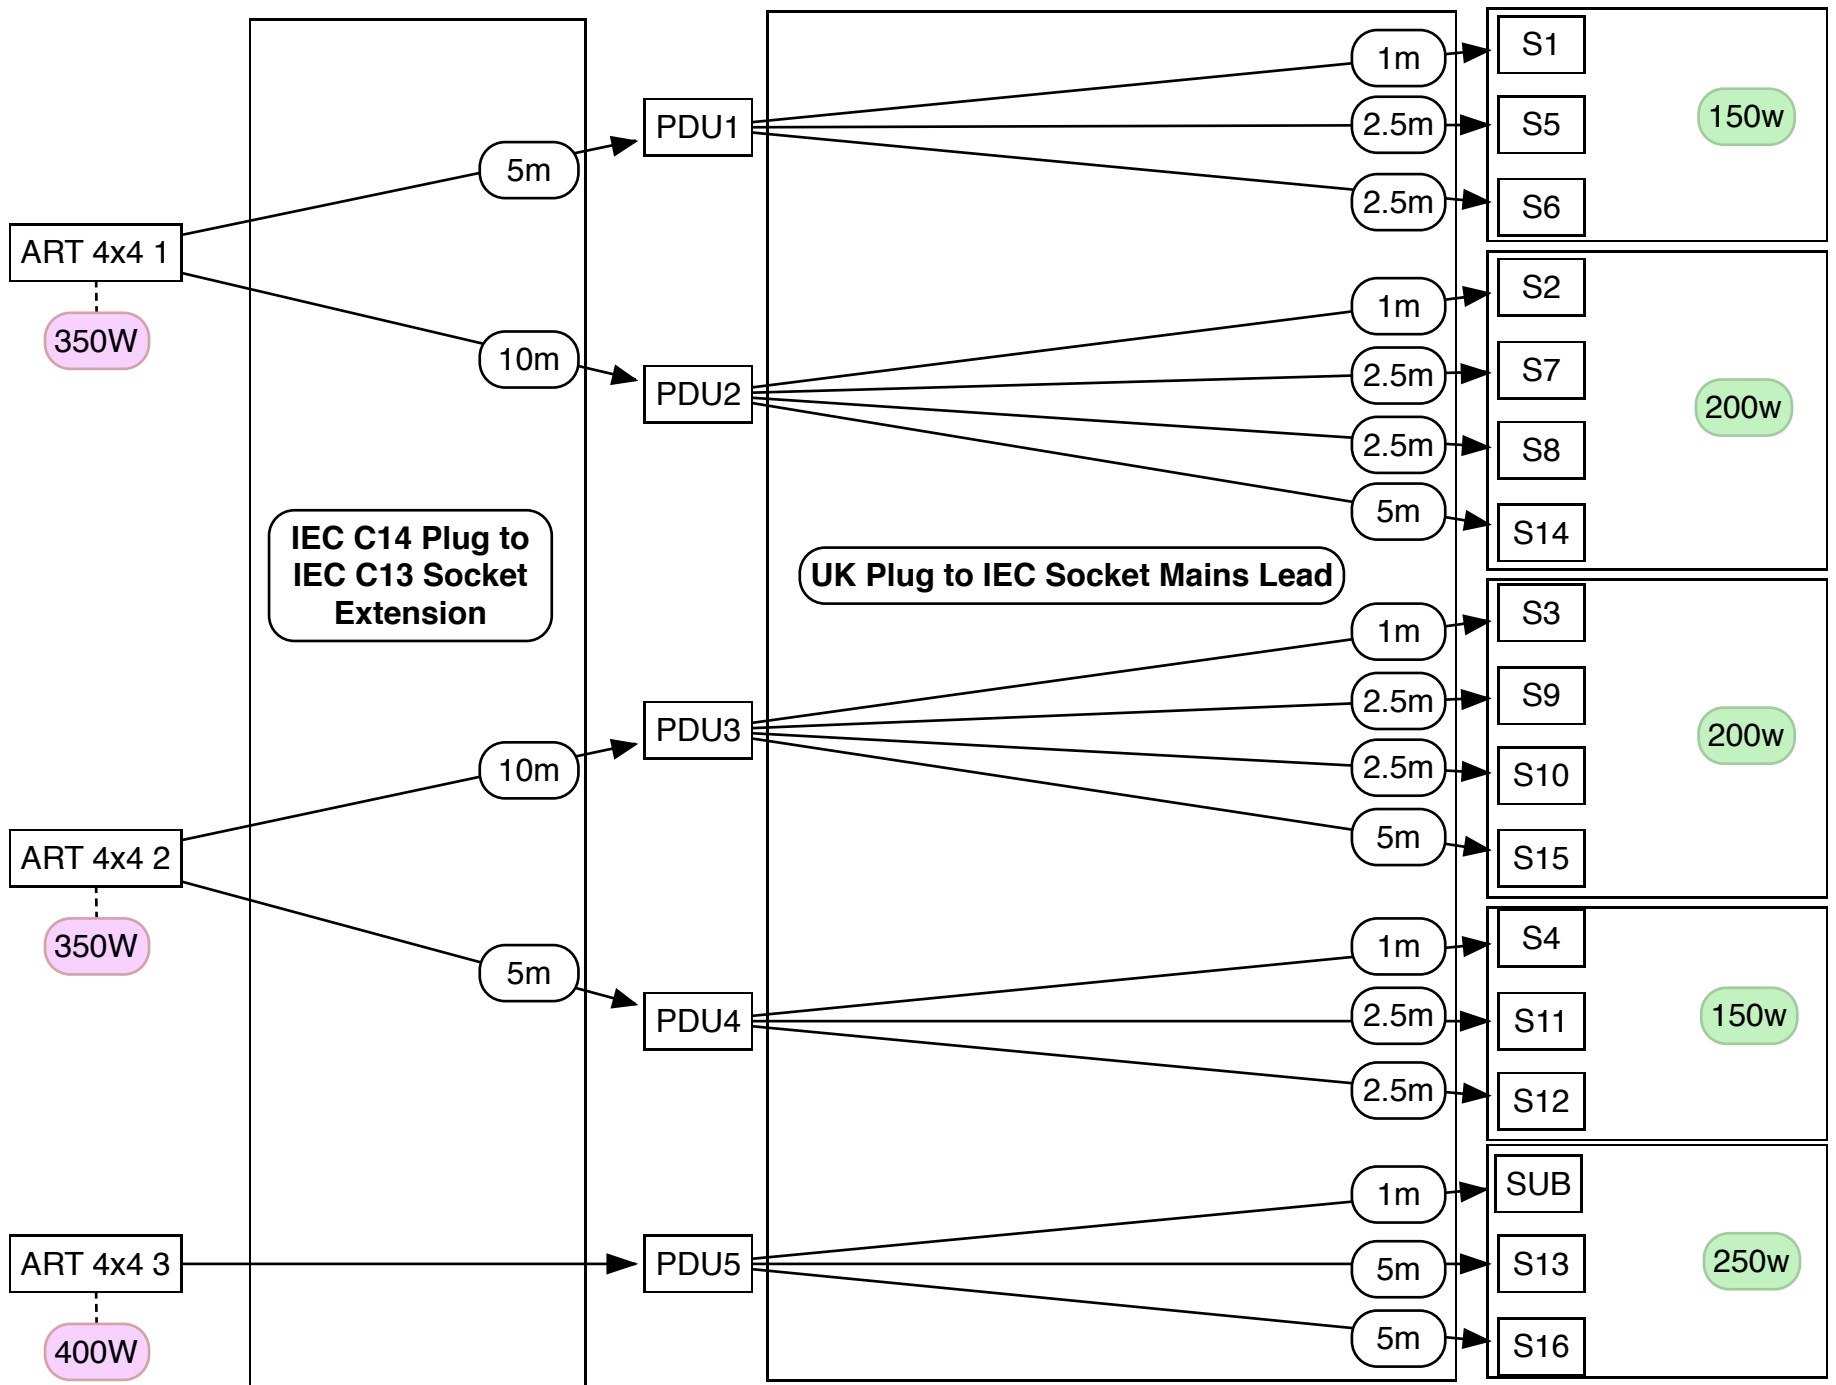 ART 4x4 1
350W
ART 4x4 2
350W
ART 4x4 3
400W
5m
10m
IEC C14 Plug to
IEC C13 Socket
Extension
10m
5m
PDU1
PDU2
PDU3
PDU4
PDU5
UK Plug to IEC Socket Mains Lead
1m
2.5m
2.5m
1m
2.5m
2.5m
5m
1m
2.5m
2.5m
5m
1m
2.5m
2.5m
1m
5m
5m
S1
S5
S6
150w
S2
S7
S8
S14
200w
S3
S9
S10
S15
200w
S4
S11
S12
150w
SUB
S13
S16
250w